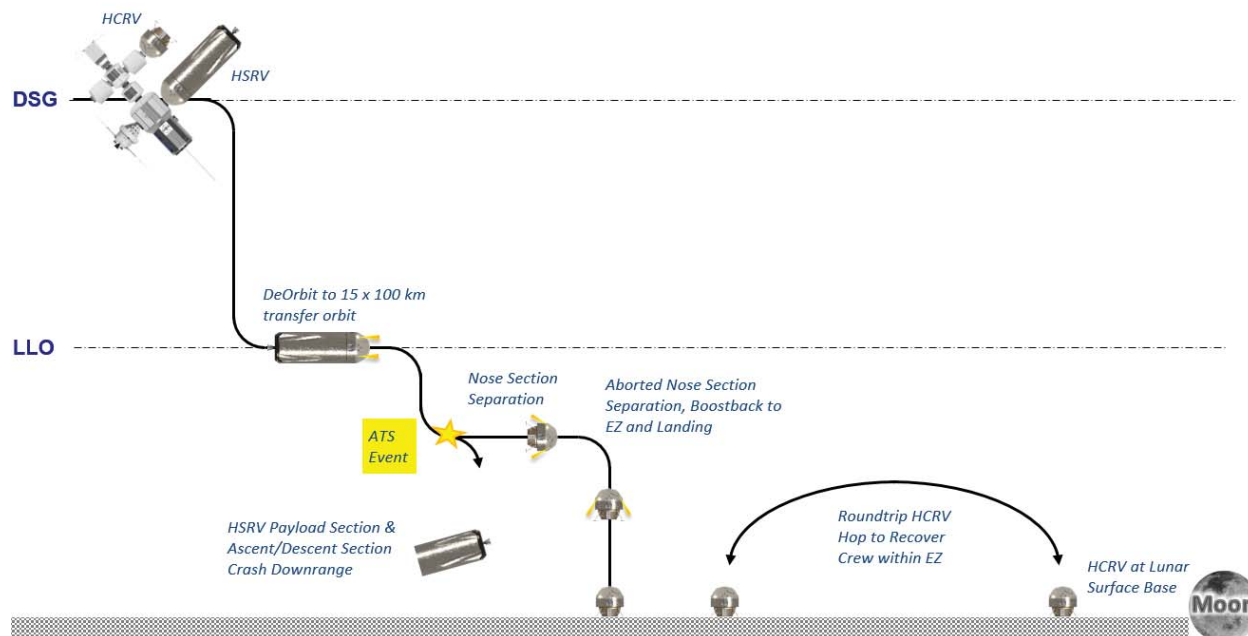 HCRV
HSRV
DSG
DeOrbit to 15 x 100 km
transfer orbit
LLO
Nose Section
Separation
Aborted Nose Section
Separation, Boostback to
EZ and Landing
ATS
Event
HSRV Payload Section &
Ascent/Descent Section
Crash Downrange
Roundtrip HCRV
Hop to Recover
Crew within EZ
HCRV at Lunar
Surface Base
Moon